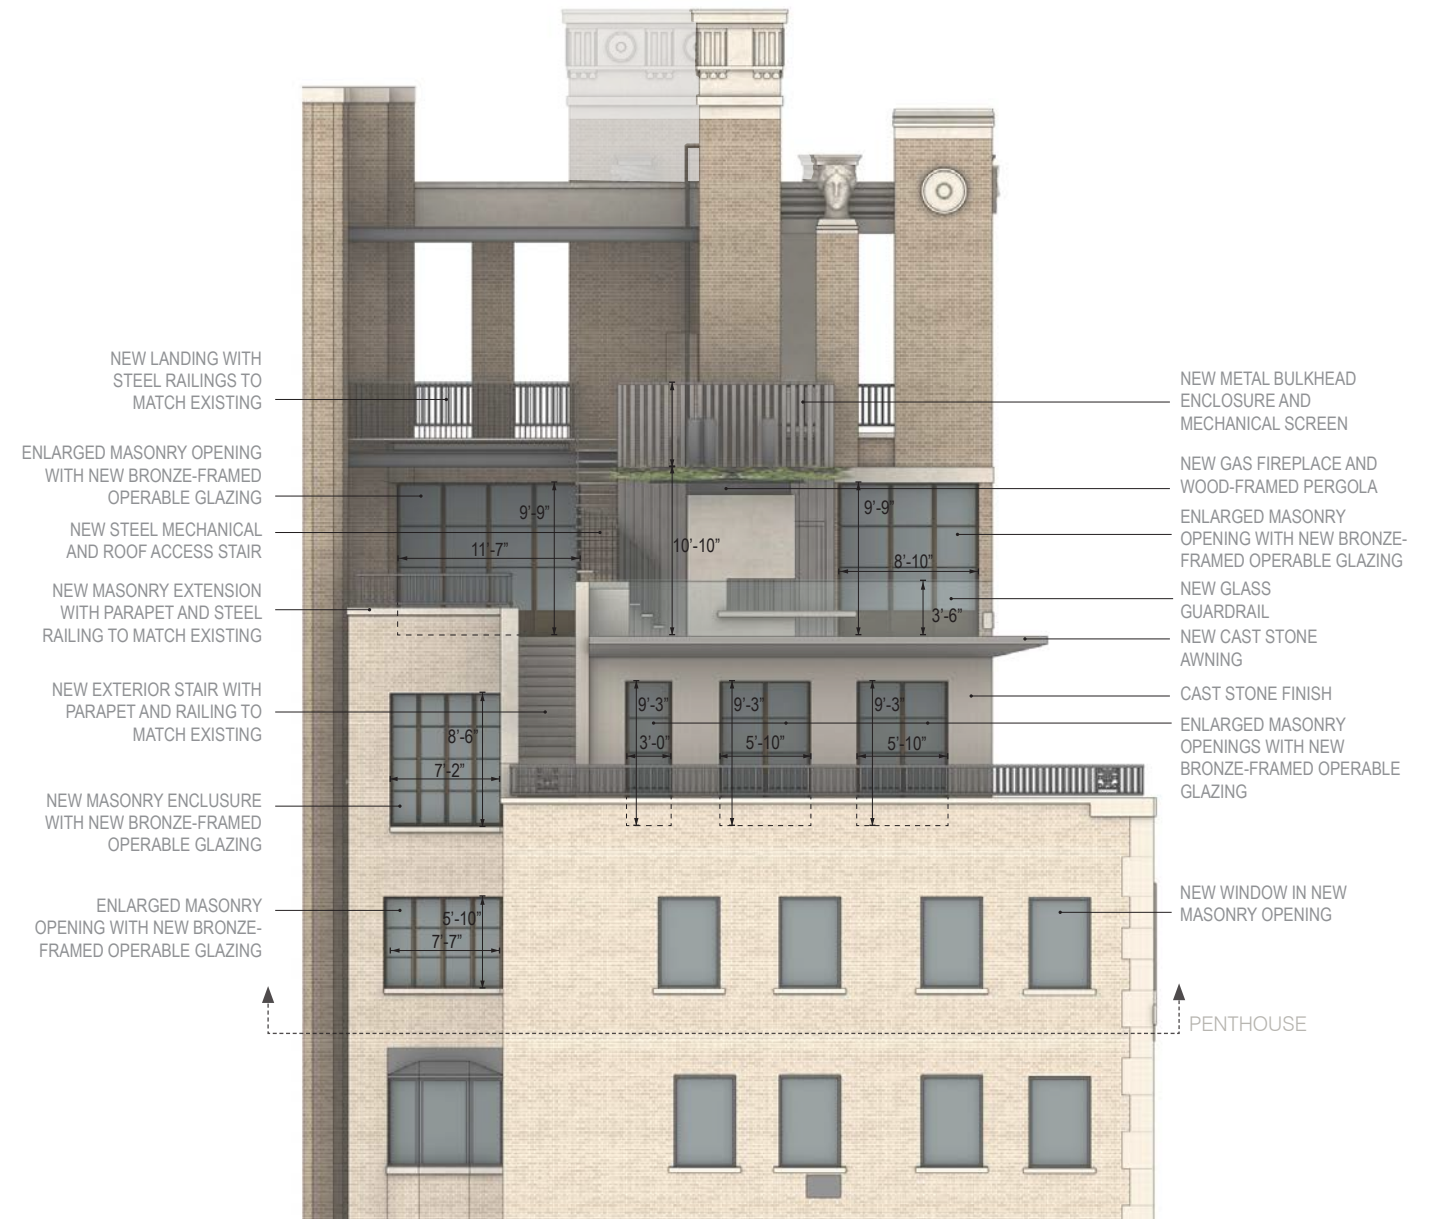 NEW LANDING WITH
STEEL RAILINGS TO
MATCH EXISTING
ENLARGED MASONRY OPENING
WITH NEW BRONZE-FRAMED
OPERABLE GLAZING
NEW STEEL MECHANICAL
AND ROOF ACCESS STAIR
NEW MASONRY EXTENSION
WITH PARAPET AND STEEL
RAILING TO MATCH EXISTING
NEW EXTERIOR STAIR WITH
PARAPET AND RAILING TO
MATCH EXISTING
NEW MASONRY ENCLUSURE
WITH NEW BRONZE-FRAMED
OPERABLE GLAZING
ENLARGED MASONRY
OPENING WITH NEW BRONZE-
FRAMED OPERABLE GLAZING
9'-9"
11'-7"
10'-10"
9'-9"
8'-10"
3'-6"
9'-3"
3'-0"
9'-3"
5'-10"
9'-3"
5'-10"
8'-6"
7'-2"
5'-10"
7'-7"
NEW METAL BULKHEAD
ENCLOSURE AND
MECHANICAL SCREEN
NEW GAS FIREPLACE AND
WOOD-FRAMED PERGOLA
ENLARGED MASONRY
OPENING WITH NEW BRONZE-
FRAMED OPERABLE GLAZING
NEW GLASS
GUARDRAIL
NEW CAST STONE
AWNING
CAST STONE FINISH
ENLARGED MASONRY
OPENINGS WITH NEW
BRONZE-FRAMED OPERABLE
GLAZING
NEW WINDOW IN NEW
MASONRY OPENING
PENTHOUSE